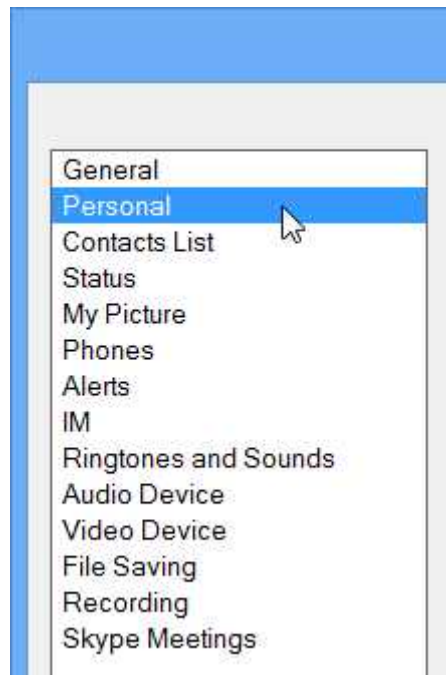 General
Personal
Contacts List
Status
My Picture
Phones
Alerts
IM
Ringtones and Sounds
Audio Device
Video Device
File Saving
Recording
Skype Meetings